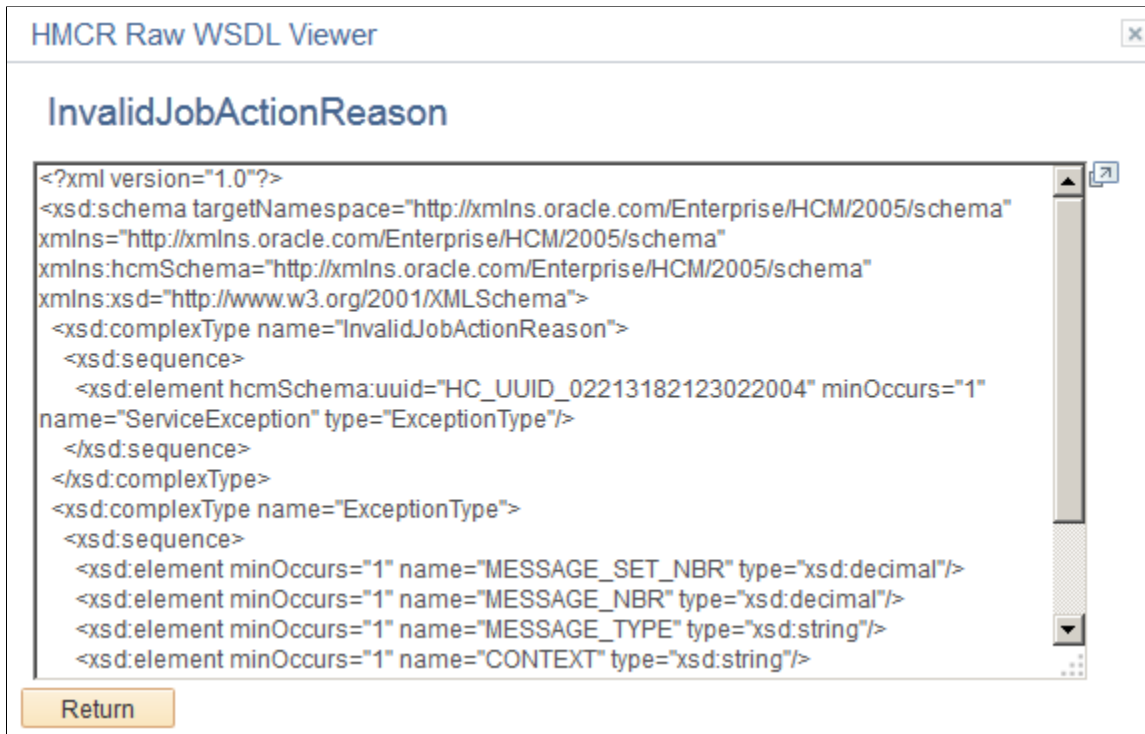 HMCR Raw WSDL Viewer
InvalidJobActionReason
<?xml version="1.0"?>
<xsd:schema targetNamespace="http://xmlns.oracle.com/Enterprise/HCM/2005/schema"
xmlns="http://xmlns.oracle.com/Enterprise/HCM/2005/schema"
xmlns:hcmSchema="http://xmlns.oracle.com/Enterprise/HCM/2005/schema"
xmlns:xsd="http://www.w3.org/2001/XMLSchema">
<xsd:complexType name="InvalidJobActionReason">
<xsd:sequence>
<xsd:element hcmSchema:uuid="HC_UUID_02213182123022004" minOccurs="1"
name="ServiceException" type="ExceptionType"/>
</xsd:sequence>
</xsd:complexType>
<xsd:complexType name="ExceptionType">
<xsd:sequence>
<xsd:element minOccurs="1" name="MESSAGE_SET_NBR" type="xsd:decimal"/>
<xsd:element minOccurs="1" name="MESSAGE_NBR" type="xsd:decimal"/>
<xsd:element minOccurs="1" name="MESSAGE_TYPE" type="xsd:string"/>
<xsd:element minOccurs="1" name="CONTEXT" type="xsd:string"/>
Return